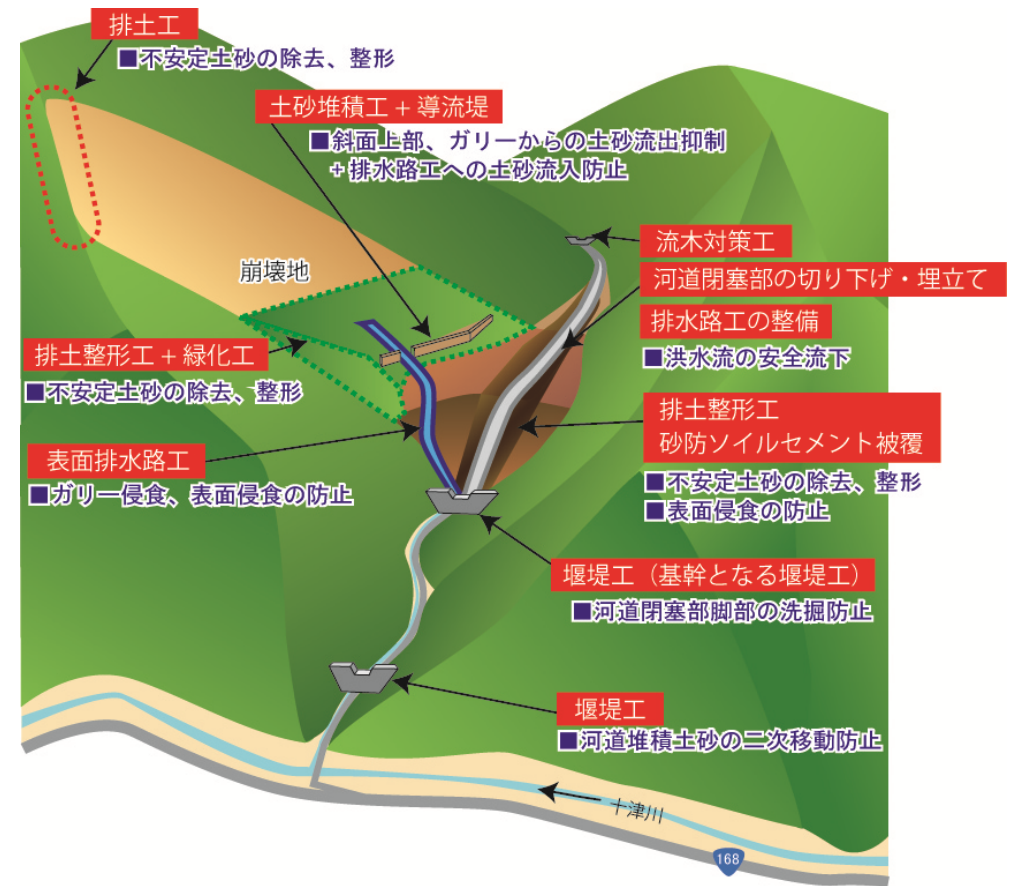 排土工
■不安定土砂の除去、整形
土砂堆積工+導流堤
■斜面上部、ガリーからの土砂流出抑制
+排水路工への土砂流入防止
流木対策工
崩壊地
河道閉塞部の切り下げ・埋立て
排水路工の整備
■洪水流の安全流下
排土整形工+緑化工
■不安定土砂の除去、整形
排土整形工
砂防ソイルセメント被覆
■不安定土砂の除去、整形
■表面侵食の防止
表面排水路工
■ガリー侵食、表面侵食の防止
堰堤工(基幹となる堰堤工)
■河道閉塞部脚部の洗掘防止
堰堤工
■河道堆積土砂の二次移動防止
十津川
168